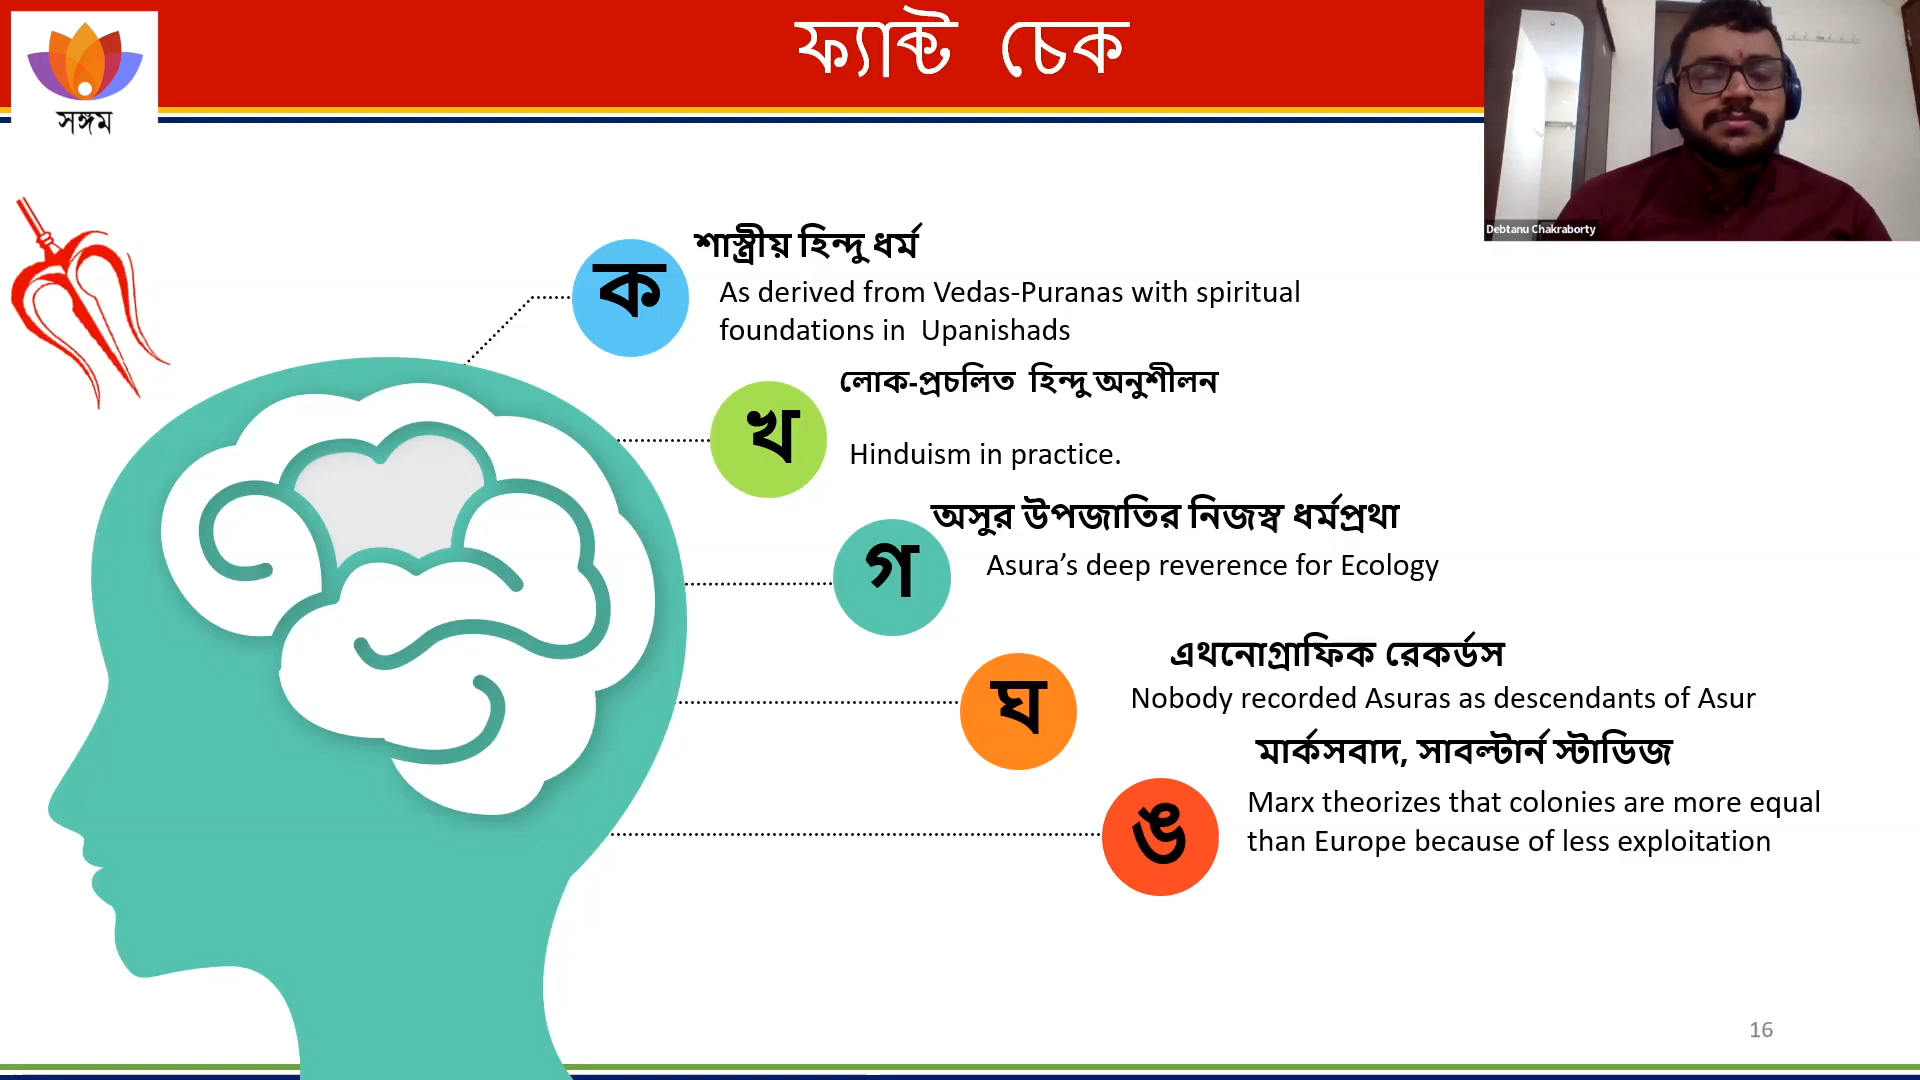 ফ্যাক্ট চেক
সঙ্গম
Debtanu Chakraborty
ক
শাস্ত্রীয় হিন্দু ধর্ম
As derived from Vedas-Puranas with spiritual
foundations in Upanishads
খ
লোক-প্রচলিত হিন্দু অনুশীলন
Hinduism in practice.
গ
অসুর উপজাতির নিজস্ব ধর্মপ্রথা
Asura’s deep reverence for Ecology
ঘ
এথনোগ্রাফিক রেকর্ডস
Nobody recorded Asuras as descendants of Asur
ঙ
মার্কসবাদ, সাবল্টার্ন স্টাডিজ
Marx theorizes that colonies are more equal
than Europe because of less exploitation
16